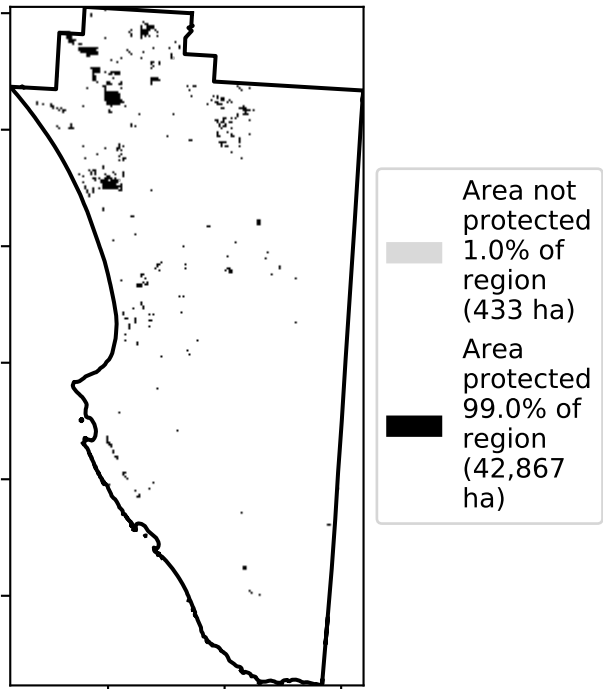 Area not
protected
1.0% of
region
(433 ha)
Area
protected
99.0% of
region
(42,867
ha)